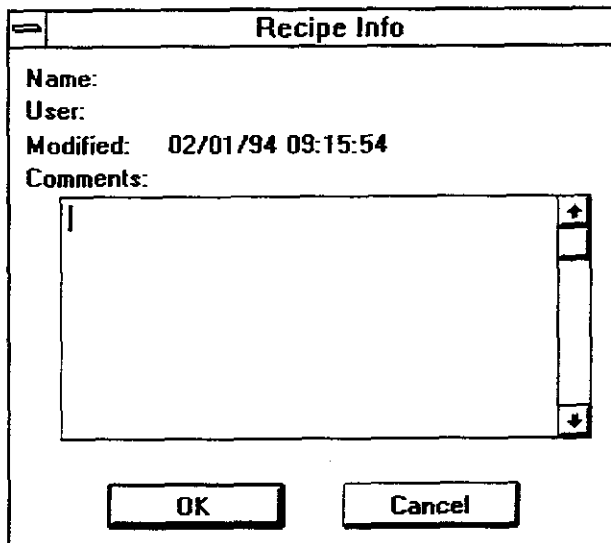 Recipe Info
Name:
User:
Modified: 02/01/94 09:15:54
Comments:
OK Cancel